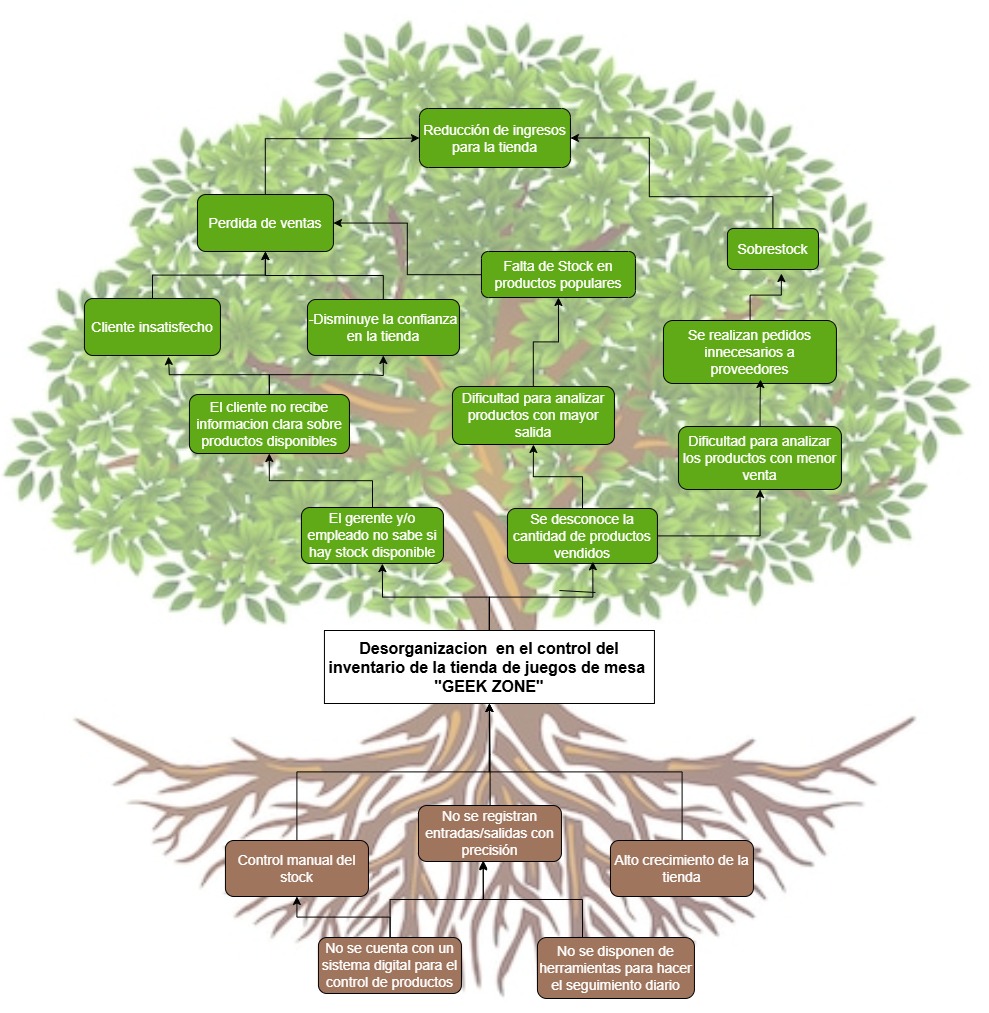 Reducción de ingresos
para la tienda
Perdida de ventas
Sobrestock
Falta de Stock en
productos populares
Cliente insatisfecho
-Disminuye la confianza
en la tienda
Se realizan pedidos
innecesarios a
proveedores
El cliente no recibe
informacion clara sobre
productos disponibles
Dificultad para analizar
productos con mayor
salida
Dificultad para analizar
los productos con menor
venta
El gerente y/o
empleado no sabe si
hay stock disponible
Se desconoce la
cantidad de productos
vendidos
Desorganizacion en el control del
inventario de la tienda de juegos de mesa
"GEEK ZONE"
No se registran
entradas/salidas con
precisión
Control manual del
stock
Alto crecimiento de la
tienda
No se cuenta con un
sistema digital para el
control de productos
No se disponen de
herramientas para hacer
el seguimiento diario